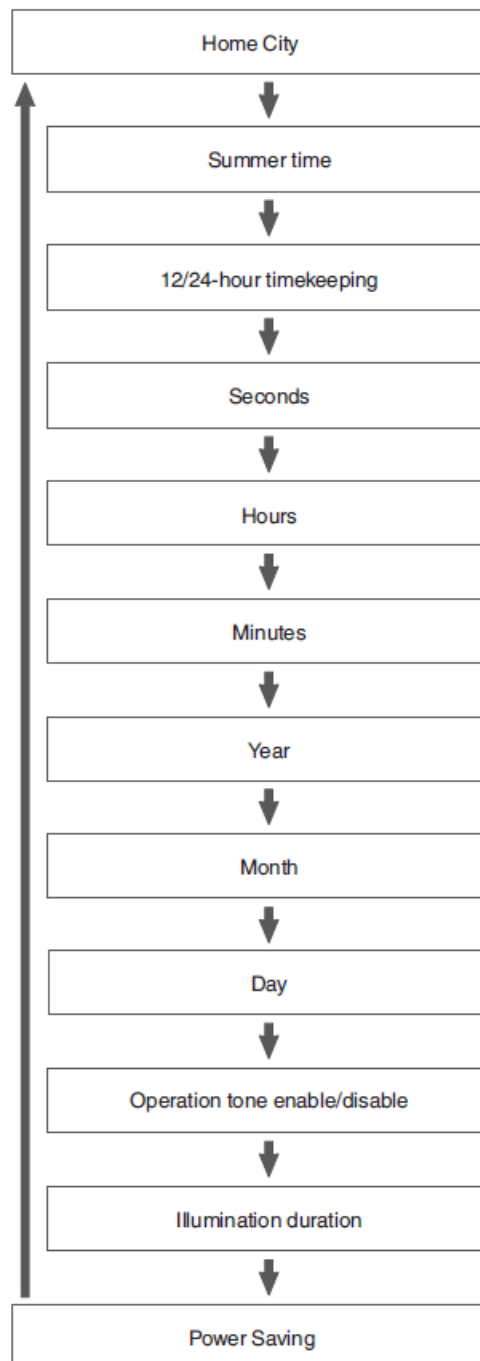 Home City
Summer time
12/24-hour timekeeping
Seconds
Hours
Minutes
Year
Month
Day
Operation tone enable/disable
Illumination duration
Power Saving